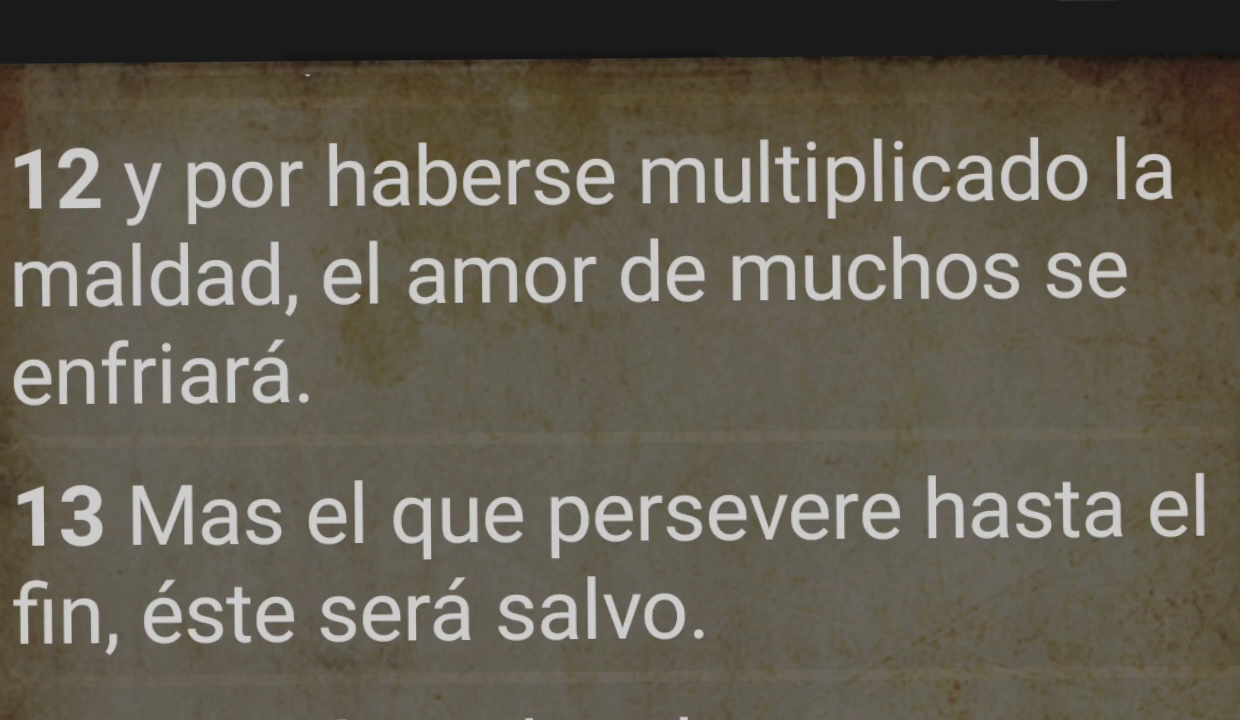 12 y por haberse multiplicado la
maldad, el amor de muchos se
enfriará.
13 Mas el que persevere hasta el
fin, éste será salvo.